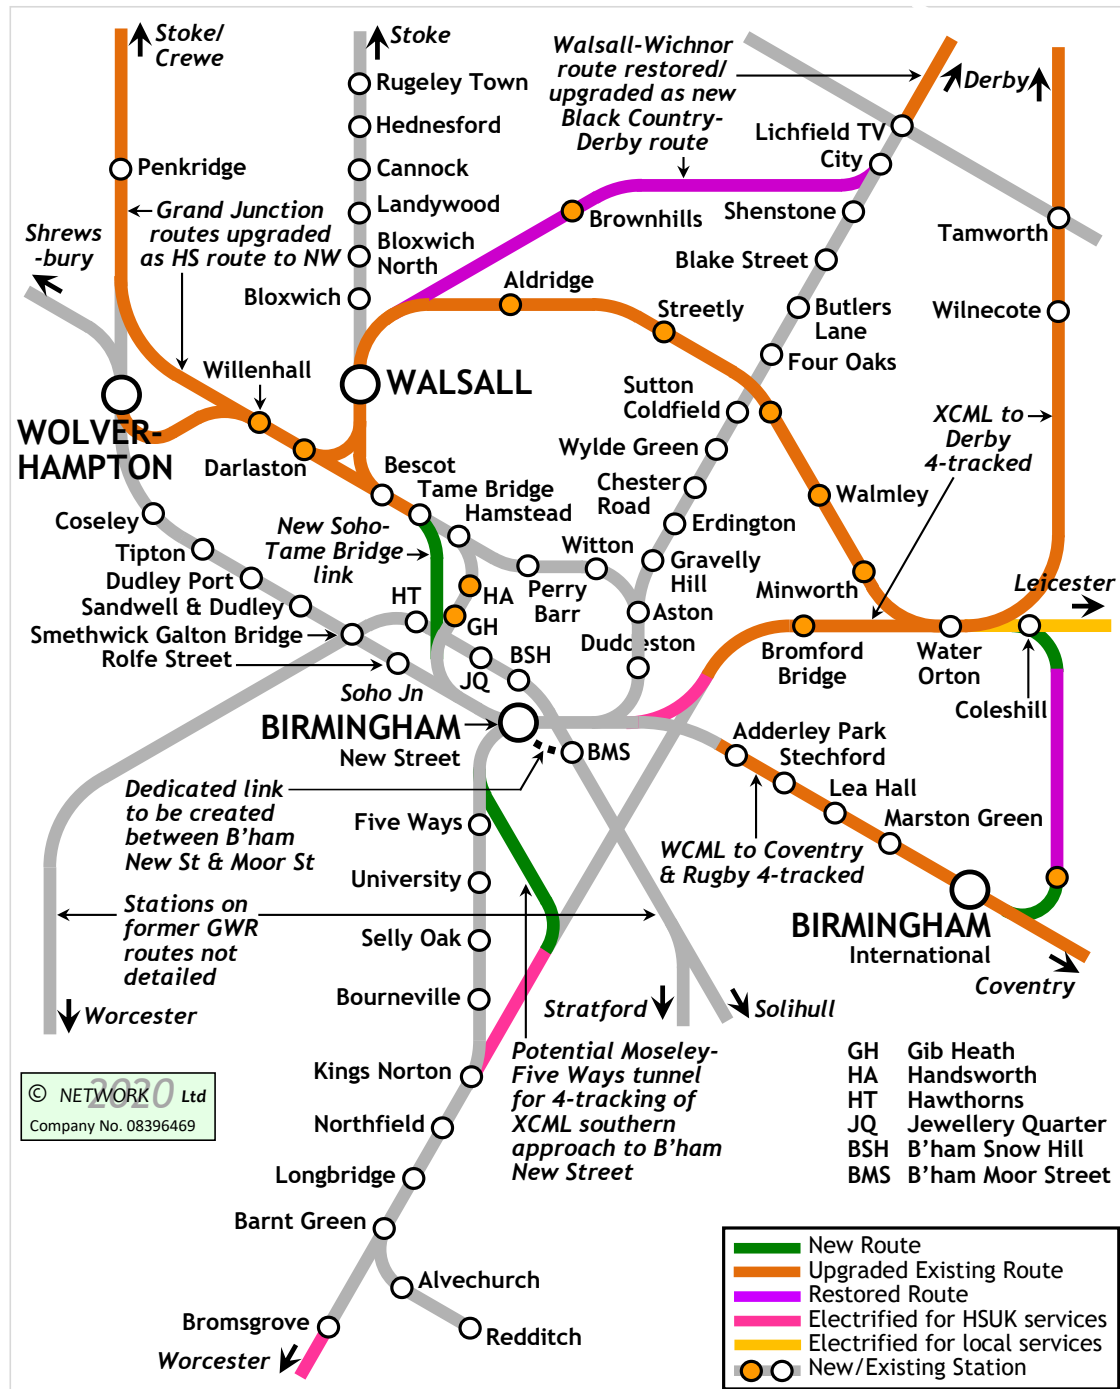 Stoke/
Crewe
Stoke
Rugeley Town
Hednesford
Cannock
Landywood
Bloxwich
North
Bloxwich
Walsall-Wichnor
route restored/
upgraded as new
Black Country-
Derby route
Derby
Lichfield TV
City
Penkridge
Grand Junction
routes upgraded
as HS route to NW
Shrews
-bury
Brownhills
Shenstone
Tamworth
Blake Street
Aldridge
Streetly
Butlers
Lane
Wilnecote
Four Oaks
Willenhall
WALSALL
Sutton
Coldfield
WOLVER-
HAMPTON
Darlaston
Wylde Green
XCML to
Derby
4-tracked
Bescot
Tame Bridge
Hamstead
Chester
Road
Walmley
Coseley
New Soho-
Tame Bridge
link
Erdington
Tipton
Witton
Gravelly
Hill
Dudley Port
Perry
Barr
Minworth
Leicester
Sandwell & Dudley
HT
HA
GH
Aston
Smethwick Galton Bridge
Rolfe Street
Duddeston
JQ
BSH
Bromford
Bridge
Water
Orton
Soho Jn
Coleshill
BIRMINGHAM
New Street
BMS
Adderley Park
Stechford
Lea Hall
Marston Green
Dedicated link
to be created
between B'ham
New St & Moor St
Five Ways
WCML to Coventry
& Rugby 4-tracked
University
Stations on
former GWR
routes not
detailed
BIRMINGHAM
International
Selly Oak
Coventry
Bourneville
Worcester
Stratford
Solihull
Kings Norton
Potential Moseley-
Five Ways tunnel
for 4-tracking of
XCML southern
approach to B'ham
New Street
GH Gib Heath
HA Handsworth
HT Hawthorns
JQ Jewellery Quarter
BSH B'ham Snow Hill
BMS B'ham Moor Street
© NETWORK 2020 Ltd
Company No. 08396469
Northfield
Longbridge
Barnt Green
Alvechurch
Bromsgrove
Redditch
Worcester
New Route
Upgraded Existing Route
Restored Route
Electrified for HSUK services
Electrified for local services
New/Existing Station